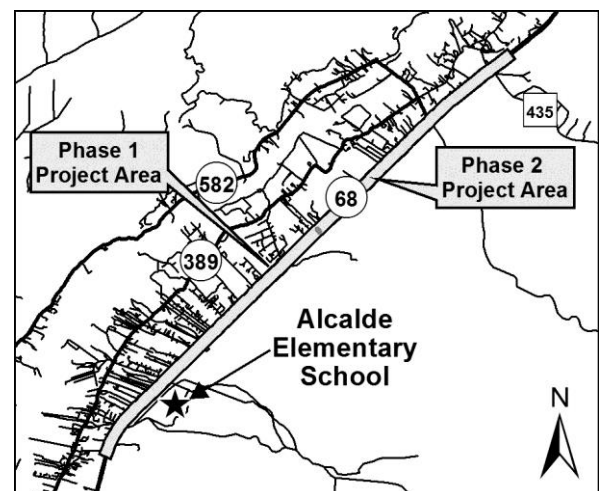 435
Phase 1
Project Area
582
Phase 2
Project Area
68
389
Alcalde
Elementary
School
N